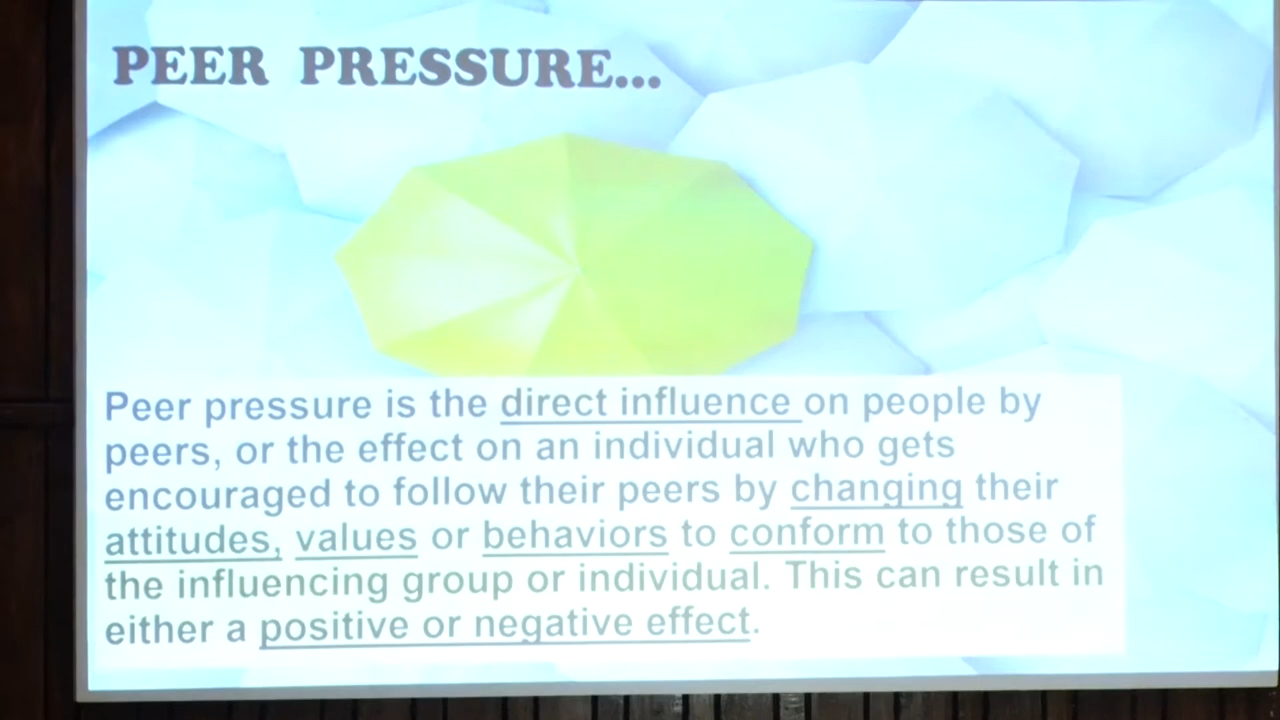 PEER PRESSURE...
Peer pressure is the direct influence on people by
peers, or the effect on an individual who gets
encouraged to follow their peers by changing their
attitudes, values or behaviors to conform to those of
the influencing group or individual. This can result in
either a positive or negative effect.